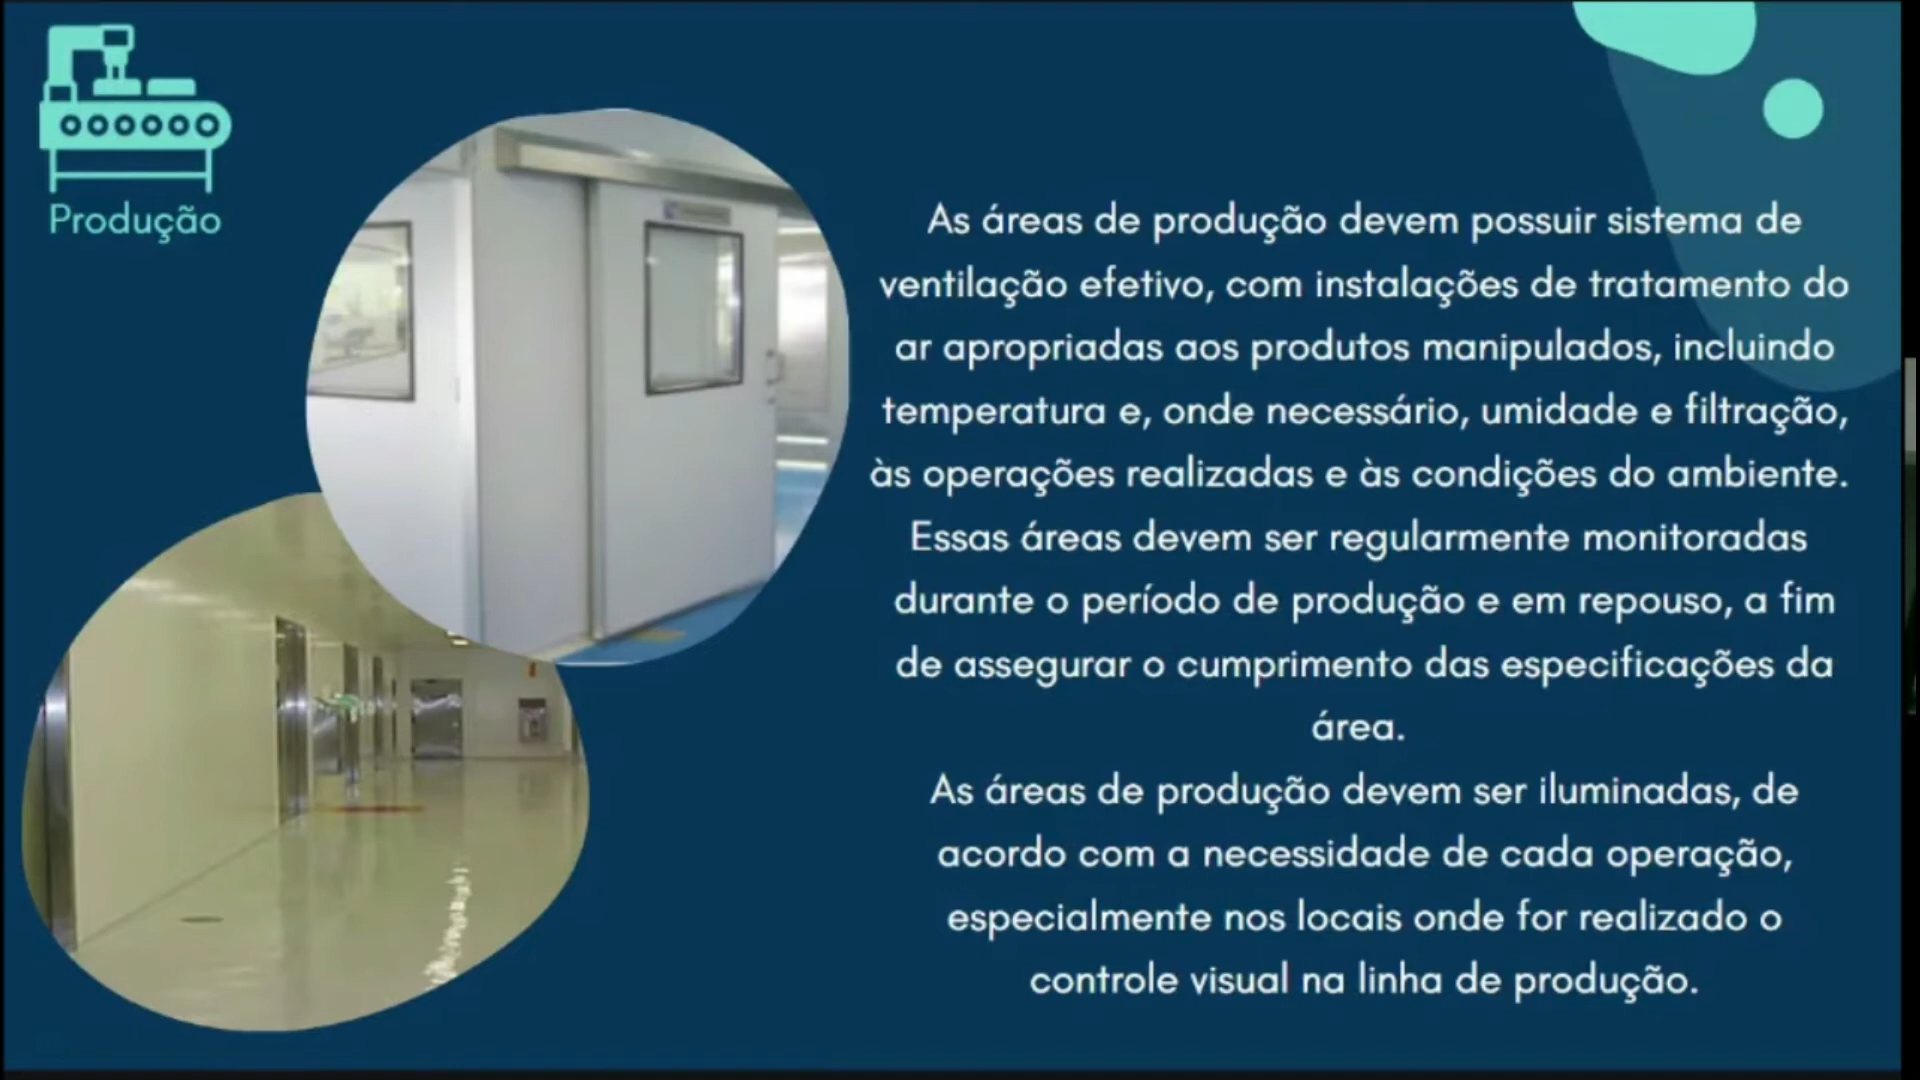 Produção
As áreas de produção devem possuir sistema de
ventilação efetivo, com instalações de tratamento do
ar apropriadas aos produtos manipulados, incluindo
temperatura e, onde necessário, umidade e filtração,
às operações realizadas e às condições do ambiente.
Essas áreas devem ser regularmente monitoradas
durante o período de produção e em repouso, a fim
de assegurar o cumprimento das especificações da
área.
As áreas de produção devem ser iluminadas, de
acordo com a necessidade de cada operação,
especialmente nos locais onde for realizado o
controle visual na linha de produção.